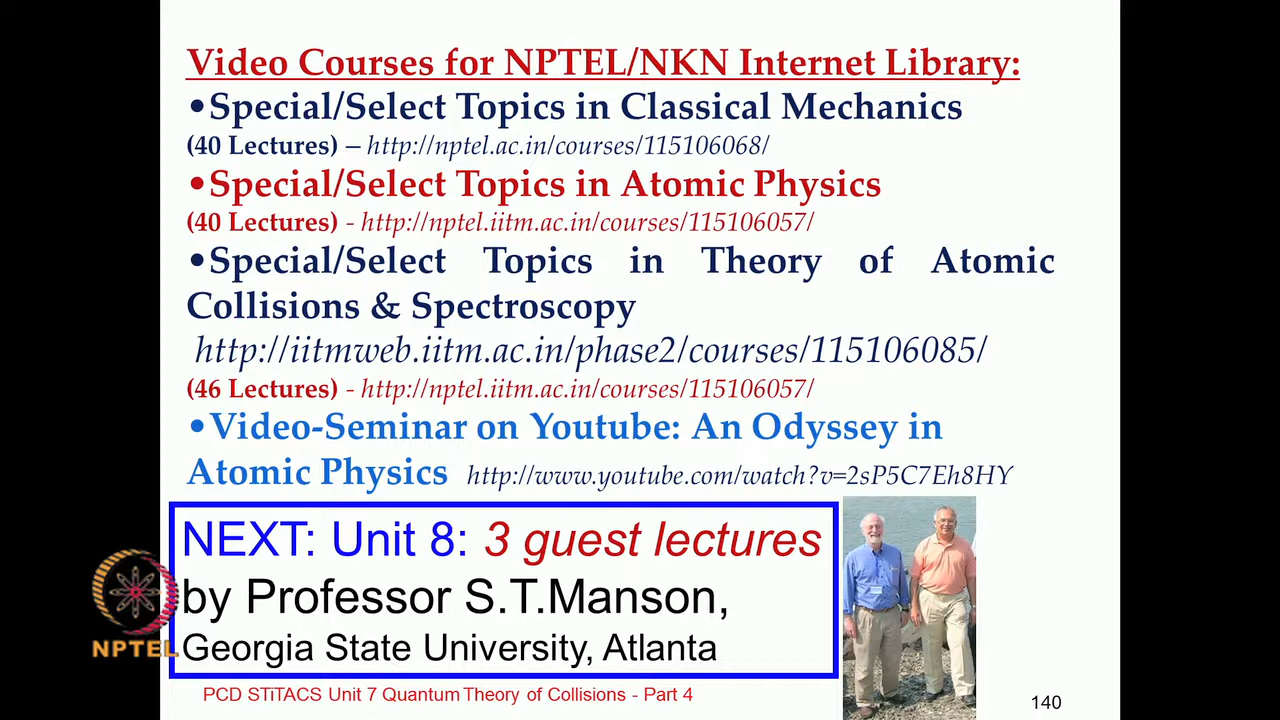 Video Courses for NPTEL/NKN Internet Library:
•Special/Select Topics in Classical Mechanics
(40 Lectures) – http://nptel.ac.in/courses/115106068/
•Special/Select Topics in Atomic Physics
(40 Lectures) - http://nptel.iitm.ac.in/courses/115106057/
•Special/Select Topics in Theory of Atomic
Collisions & Spectroscopy
http://iitmweb.iitm.ac.in/phase2/courses/115106085/
(46 Lectures) - http://nptel.iitm.ac.in/courses/115106057/
•Video-Seminar on Youtube: An Odyssey in
Atomic Physics http://www.youtube.com/watch?v=2sP5C7Eh8HY
NEXT: Unit 8: 3 guest lectures
by Professor S.T.Manson,
Georgia State University, Atlanta
NPTEL
PCD STiTACS Unit 7 Quantum Theory of Collisions - Part 4
140